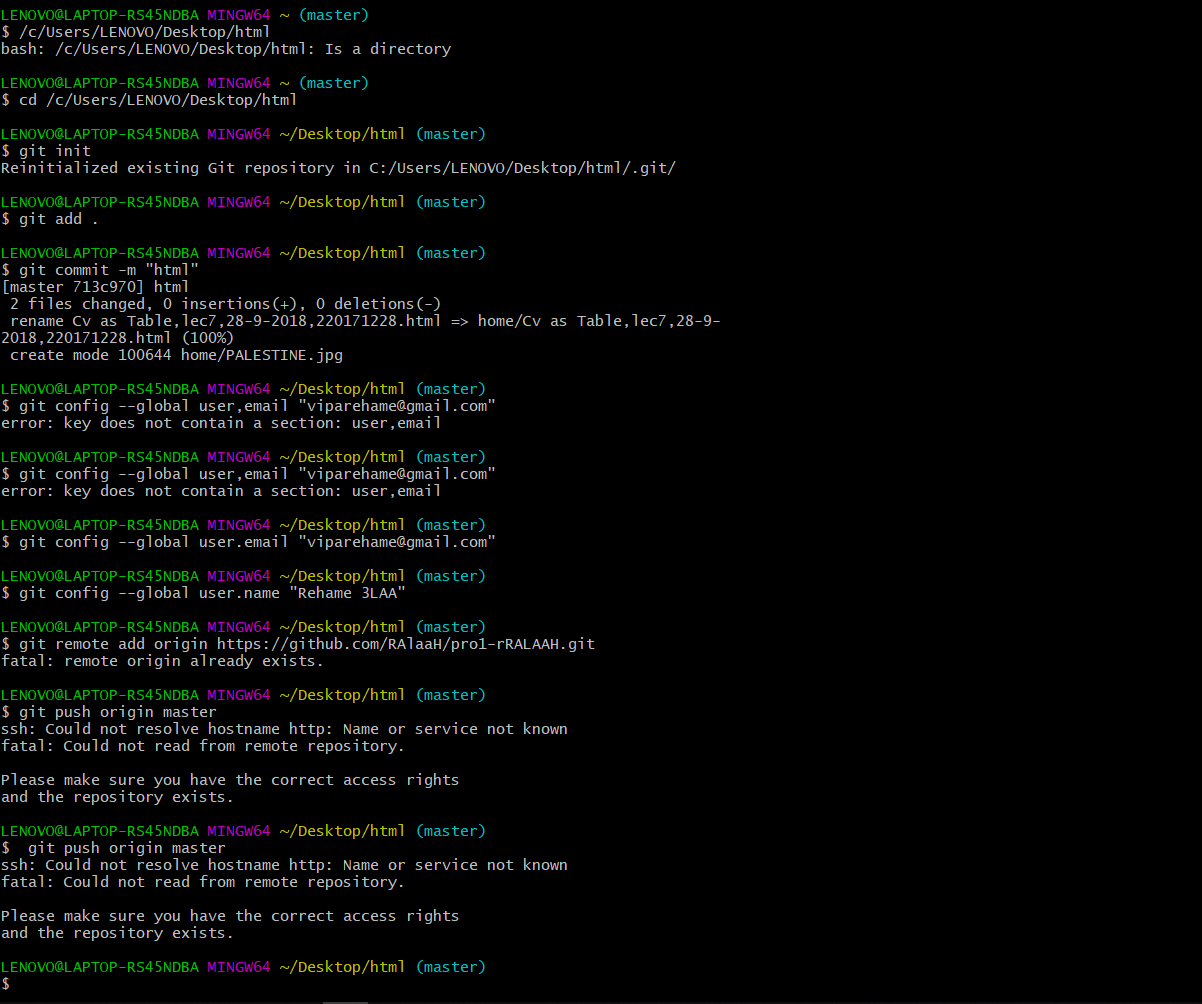 LENOVO@LAPTOP-RS45NDBA MINGW64 ~ (master)
$ /c/Users/LENOVO/Desktop/html
bash: /c/Users/LENOVO/Desktop/html: Is a directory
LENOVO@LAPTOP-RS45NDBA MINGW64 ~ (master)
$ cd /c/Users/LENOVO/Desktop/html
LENOVO@LAPTOP-RS45NDBA MINGW64 ~/Desktop/html (master)
$ git init
Reinitialized existing Git repository in C:/Users/LENOVO/Desktop/html/.git/
LENOVO@LAPTOP-RS45NDBA MINGW64 ~/Desktop/html (master)
$ git add .
LENOVO@LAPTOP-RS45NDBA MINGW64 ~/Desktop/html (master)
$ git commit -m "html"
[master 713c970] html
 2 files changed, 0 insertions(+), 0 deletions(-)
 rename Cv as Table,lec7,28-9-2018,220171228.html => home/Cv as Table,lec7,28-9-
2018,220171228.html (100%)
 create mode 100644 home/PALESTINE.jpg
LENOVO@LAPTOP-RS45NDBA MINGW64 ~/Desktop/html (master)
$ git config --global user,email "viparehame@gmail.com"
error: key does not contain a section: user,email
LENOVO@LAPTOP-RS45NDBA MINGW64 ~/Desktop/html (master)
$ git config --global user,email "viparehame@gmail.com"
error: key does not contain a section: user,email
LENOVO@LAPTOP-RS45NDBA MINGW64 ~/Desktop/html (master)
$ git config --global user.email "viparehame@gmail.com"
LENOVO@LAPTOP-RS45NDBA MINGW64 ~/Desktop/html (master)
$ git config --global user.name "Rehame 3LAA"
LENOVO@LAPTOP-RS45NDBA MINGW64 ~/Desktop/html (master)
$ git remote add origin https://github.com/RAlaaH/pro1-rRALAAH.git
fatal: remote origin already exists.
LENOVO@LAPTOP-RS45NDBA MINGW64 ~/Desktop/html (master)
$ git push origin master
ssh: Could not resolve hostname http: Name or service not known
fatal: Could not read from remote repository.
Please make sure you have the correct access rights
and the repository exists.
LENOVO@LAPTOP-RS45NDBA MINGW64 ~/Desktop/html (master)
$  git push origin master
ssh: Could not resolve hostname http: Name or service not known
fatal: Could not read from remote repository.
Please make sure you have the correct access rights
and the repository exists.
LENOVO@LAPTOP-RS45NDBA MINGW64 ~/Desktop/html (master)
$